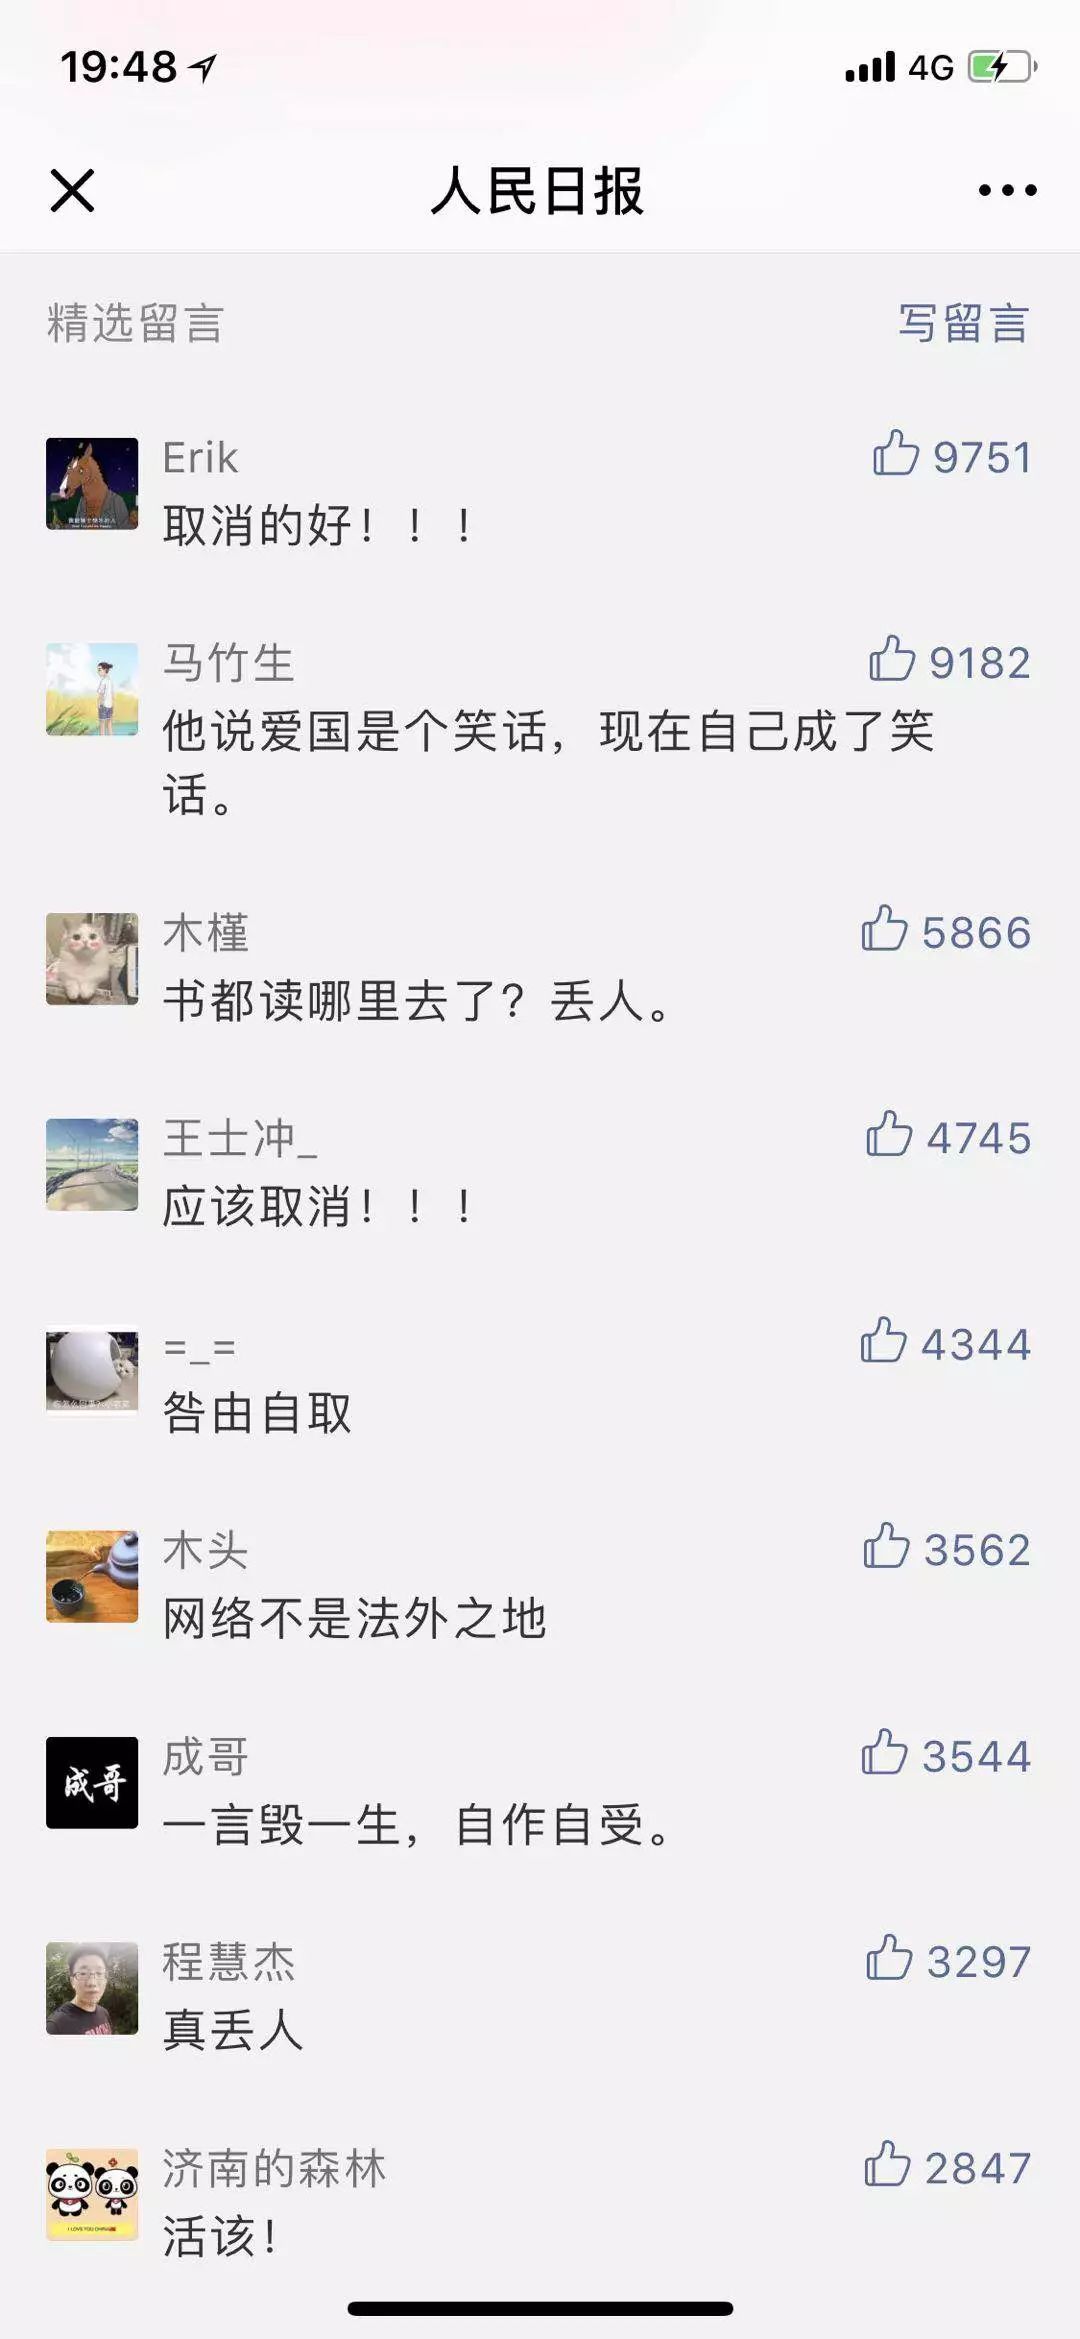 19:48
4G
人民日报
精选留言
写留言
Erik
9751
取消的好！！！
马竹生
9182
他说爱国是个笑话，现在自己成了笑
话。
木槿
5866
书都读哪里去了？丢人。
王士冲_
4745
应该取消！！！
=_=
4344
咎由自取
木头
3562
网络不是法外之地
成哥
成哥
3544
一言毁一生，自作自受。
程慧杰
3297
真丢人
济南的森林
2847
I LOVE YOU CHINA
活该！